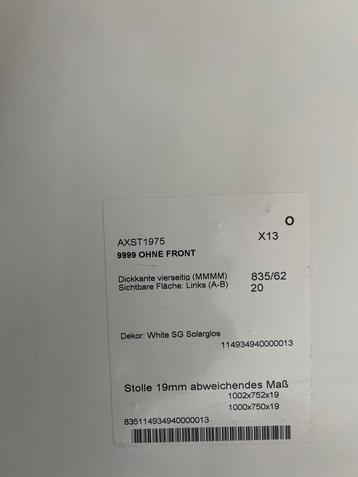 O
AXST1975 X13
9999 OHNE FRONT
Dickkante vierseitig (MMMM) 835/62
Sichtbare Fläche: Links (A-B) 20
Dekor: White SG Solarglos
114934940000013
Stolle 19mm abweichendes Maß
1002x752x19
1000x750x19
835114934940000013